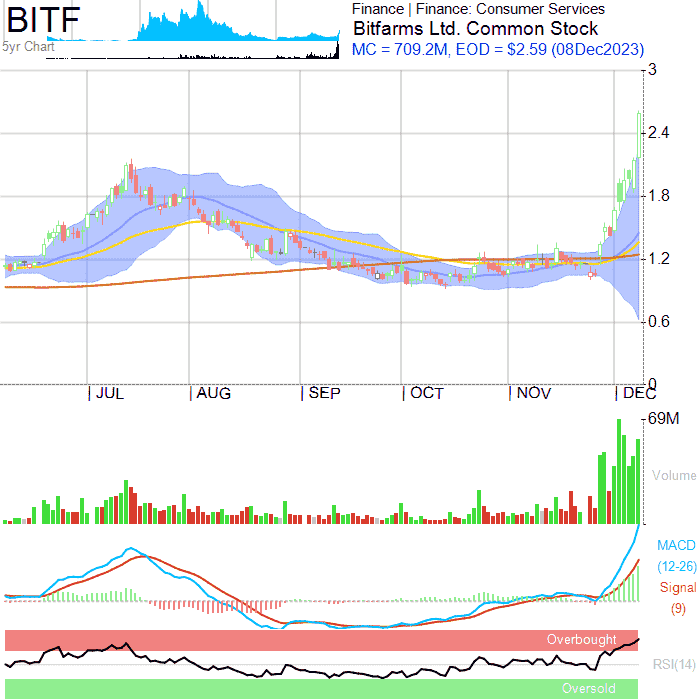 BITF
5yr Chart
Finance | Finance: Consumer Services
Bitfarms Ltd. Common Stock
MC = 709.2M, EOD = $2.59 (08Dec2023)
3
2.4
1.8
1.2
0.6
0
JUL AUG SEP OCT NOV DEC
69M
Volume
MACD
(12-26)
Signal
(9)
Overbought
RSI(14)
Oversold